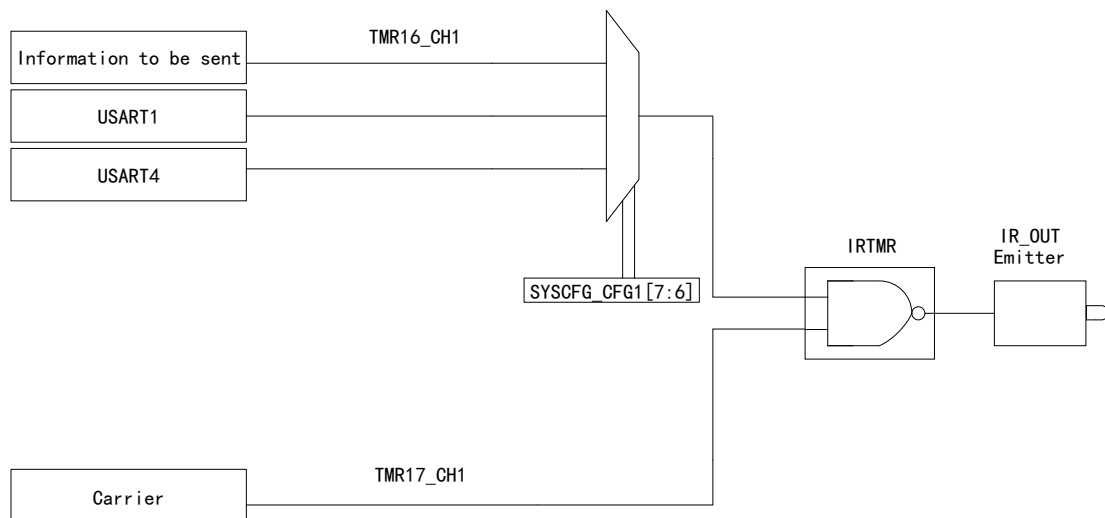 TMR16_CH1
Information to be sent
USART1
USART4
SYSCFG_CFG1[7:6]
IRTMR
IR_OUT
Emitter
TMR17_CH1
Carrier